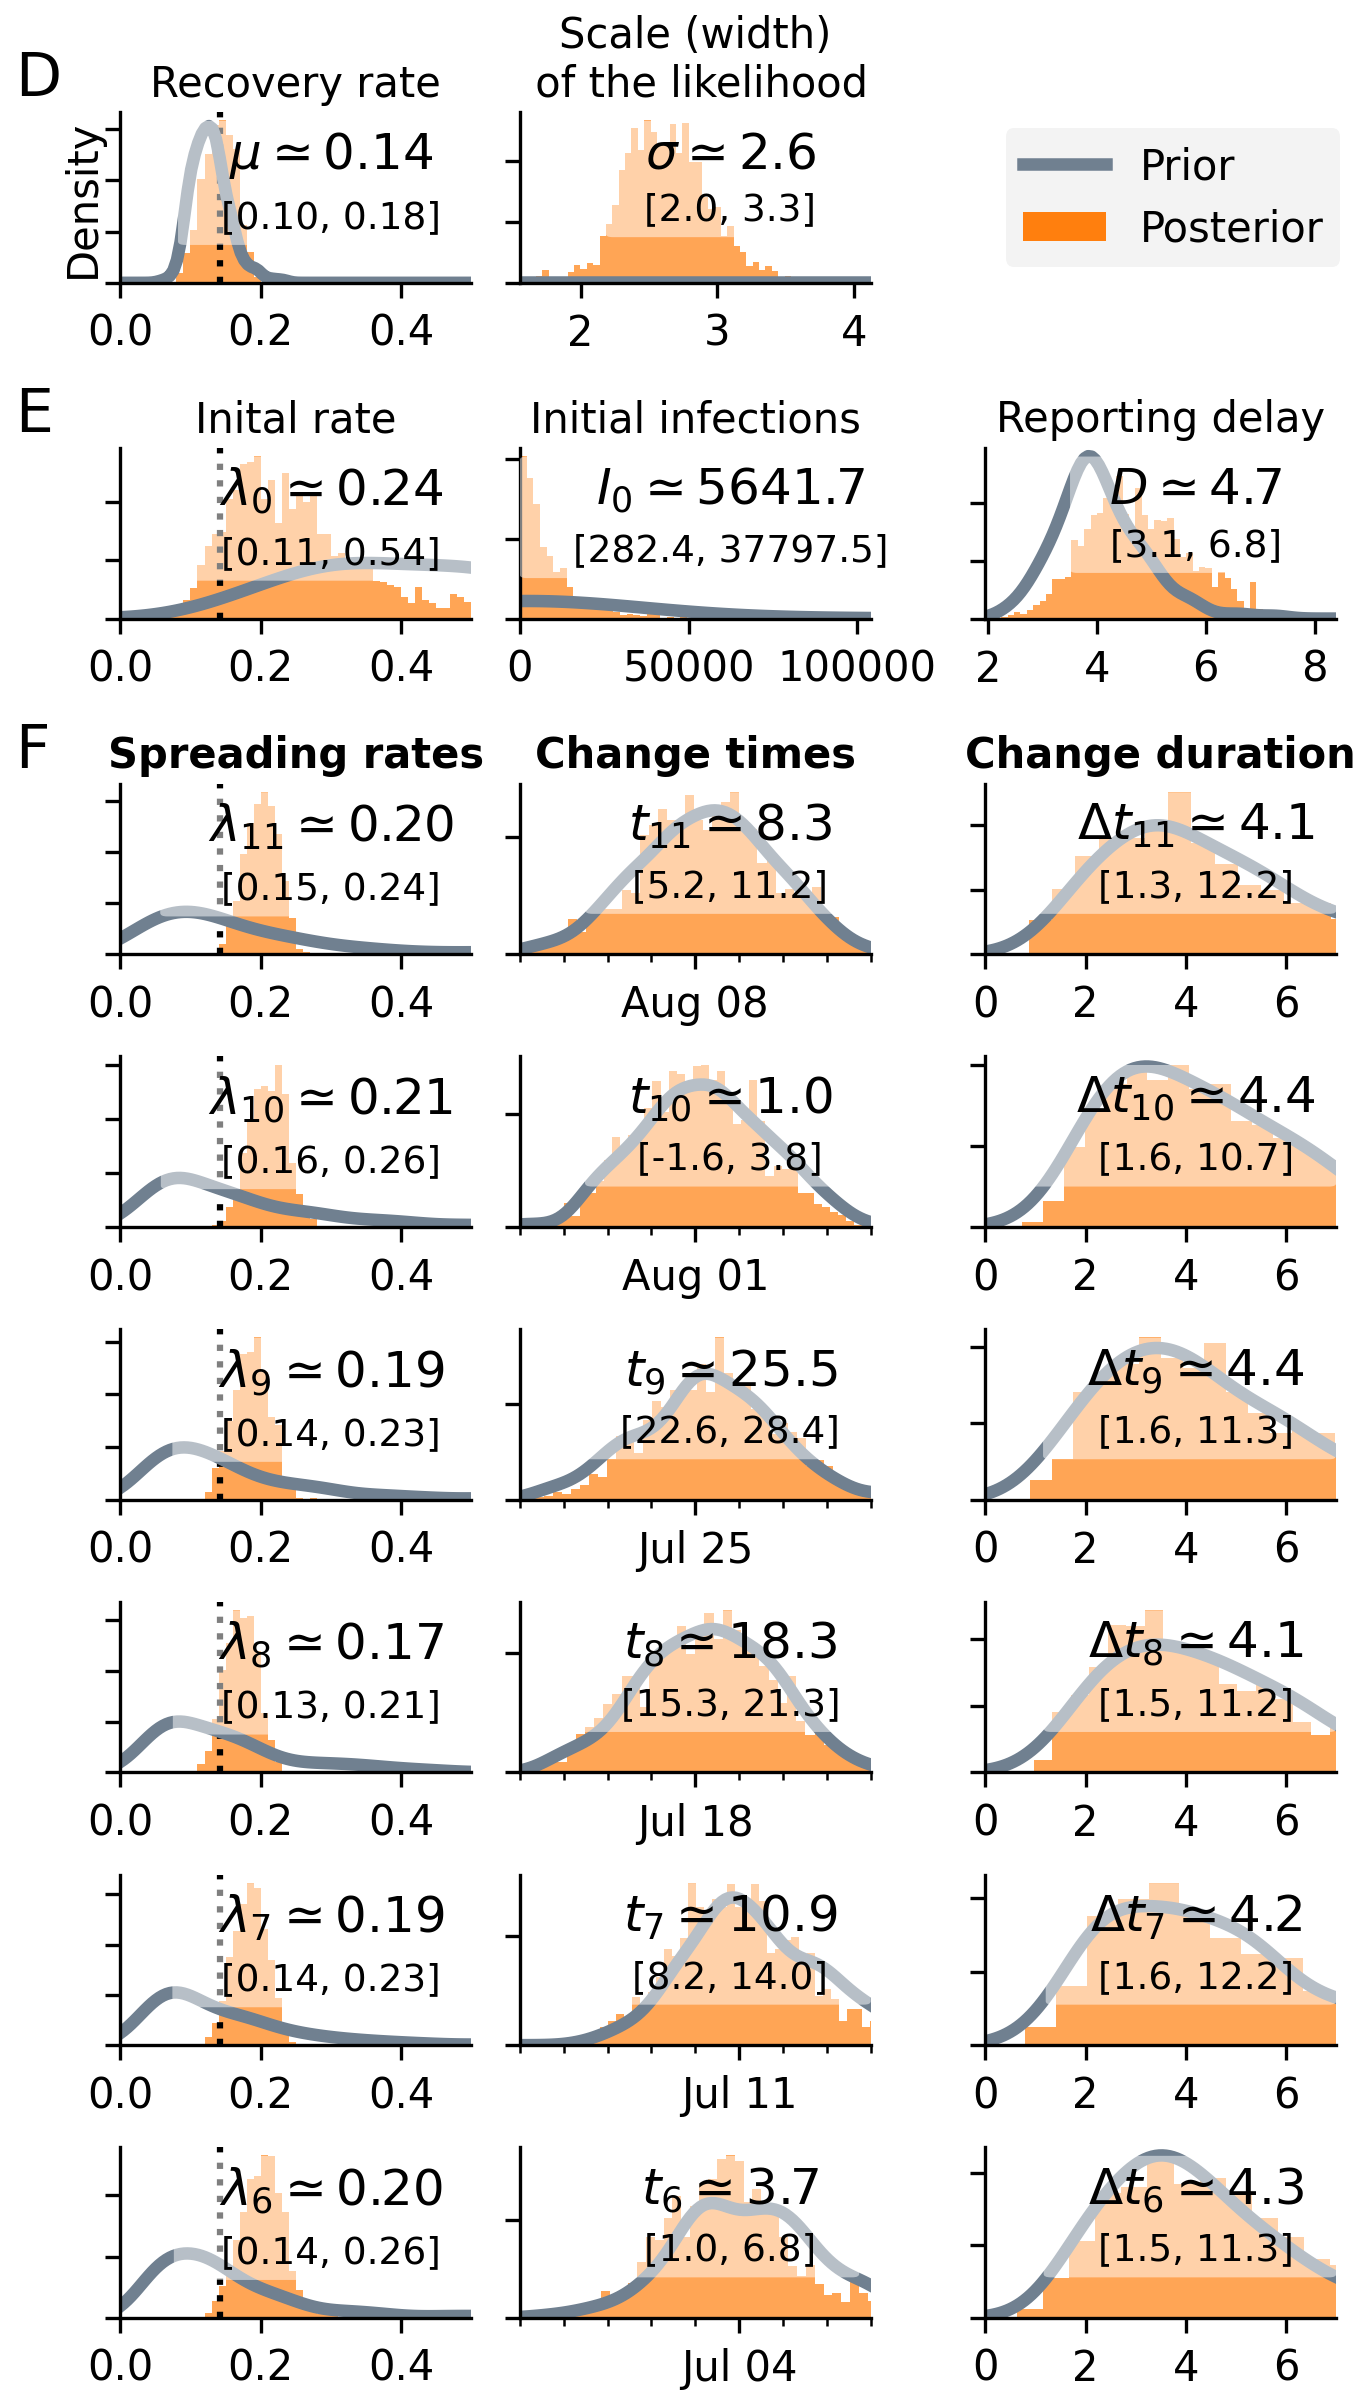 D
Recovery rate
Scale (width)
of the likelihood
Density
μ ≃ 0.14
[0.10, 0.18]
0.0 0.2 0.4
σ ≃ 2.6
[2.0, 3.3]
2 3 4
Prior
Posterior
E
Inital rate
λ0 ≃ 0.24
[0.11, 0.54]
0.0 0.2 0.4
Initial infections
I0 ≃ 5641.7
[282.4, 37797.5]
0 50000 100000
Reporting delay
D ≃ 4.7
[3.1, 6.8]
2 4 6 8
F
Spreading rates
Change times
Change duration
λ11 ≃ 0.20
[0.15, 0.24]
0.0 0.2 0.4
t11 ≃ 8.3
[5.2, 11.2]
Aug 08
Δt11 ≃ 4.1
[1.3, 12.2]
0 2 4 6
λ10 ≃ 0.21
[0.16, 0.26]
0.0 0.2 0.4
t10 ≃ 1.0
[-1.6, 3.8]
Aug 01
Δt10 ≃ 4.4
[1.6, 10.7]
0 2 4 6
λ9 ≃ 0.19
[0.14, 0.23]
0.0 0.2 0.4
t9 ≃ 25.5
[22.6, 28.4]
Jul 25
Δt9 ≃ 4.4
[1.6, 11.3]
0 2 4 6
λ8 ≃ 0.17
[0.13, 0.21]
0.0 0.2 0.4
t8 ≃ 18.3
[15.3, 21.3]
Jul 18
Δt8 ≃ 4.1
[1.5, 11.2]
0 2 4 6
λ7 ≃ 0.19
[0.14, 0.23]
0.0 0.2 0.4
t7 ≃ 10.9
[8.2, 14.0]
Jul 11
Δt7 ≃ 4.2
[1.6, 12.2]
0 2 4 6
λ6 ≃ 0.20
[0.14, 0.26]
0.0 0.2 0.4
t6 ≃ 3.7
[1.0, 6.8]
Jul 04
Δt6 ≃ 4.3
[1.5, 11.3]
0 2 4 6